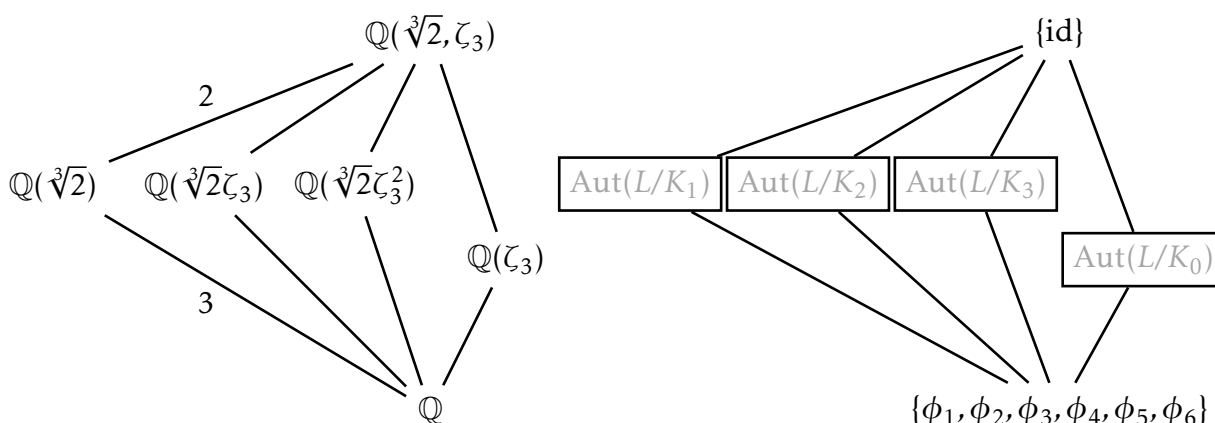 ℚ(∛2, ζ₃)
{id}
2
ℚ(∛2)
ℚ(∛2ζ₃)
ℚ(∛2ζ₃²)
Aut(L/K₁)
Aut(L/K₂)
Aut(L/K₃)
ℚ(ζ₃)
Aut(L/K₀)
3
ℚ
{ϕ₁, ϕ₂, ϕ₃, ϕ₄, ϕ₅, ϕ₆}